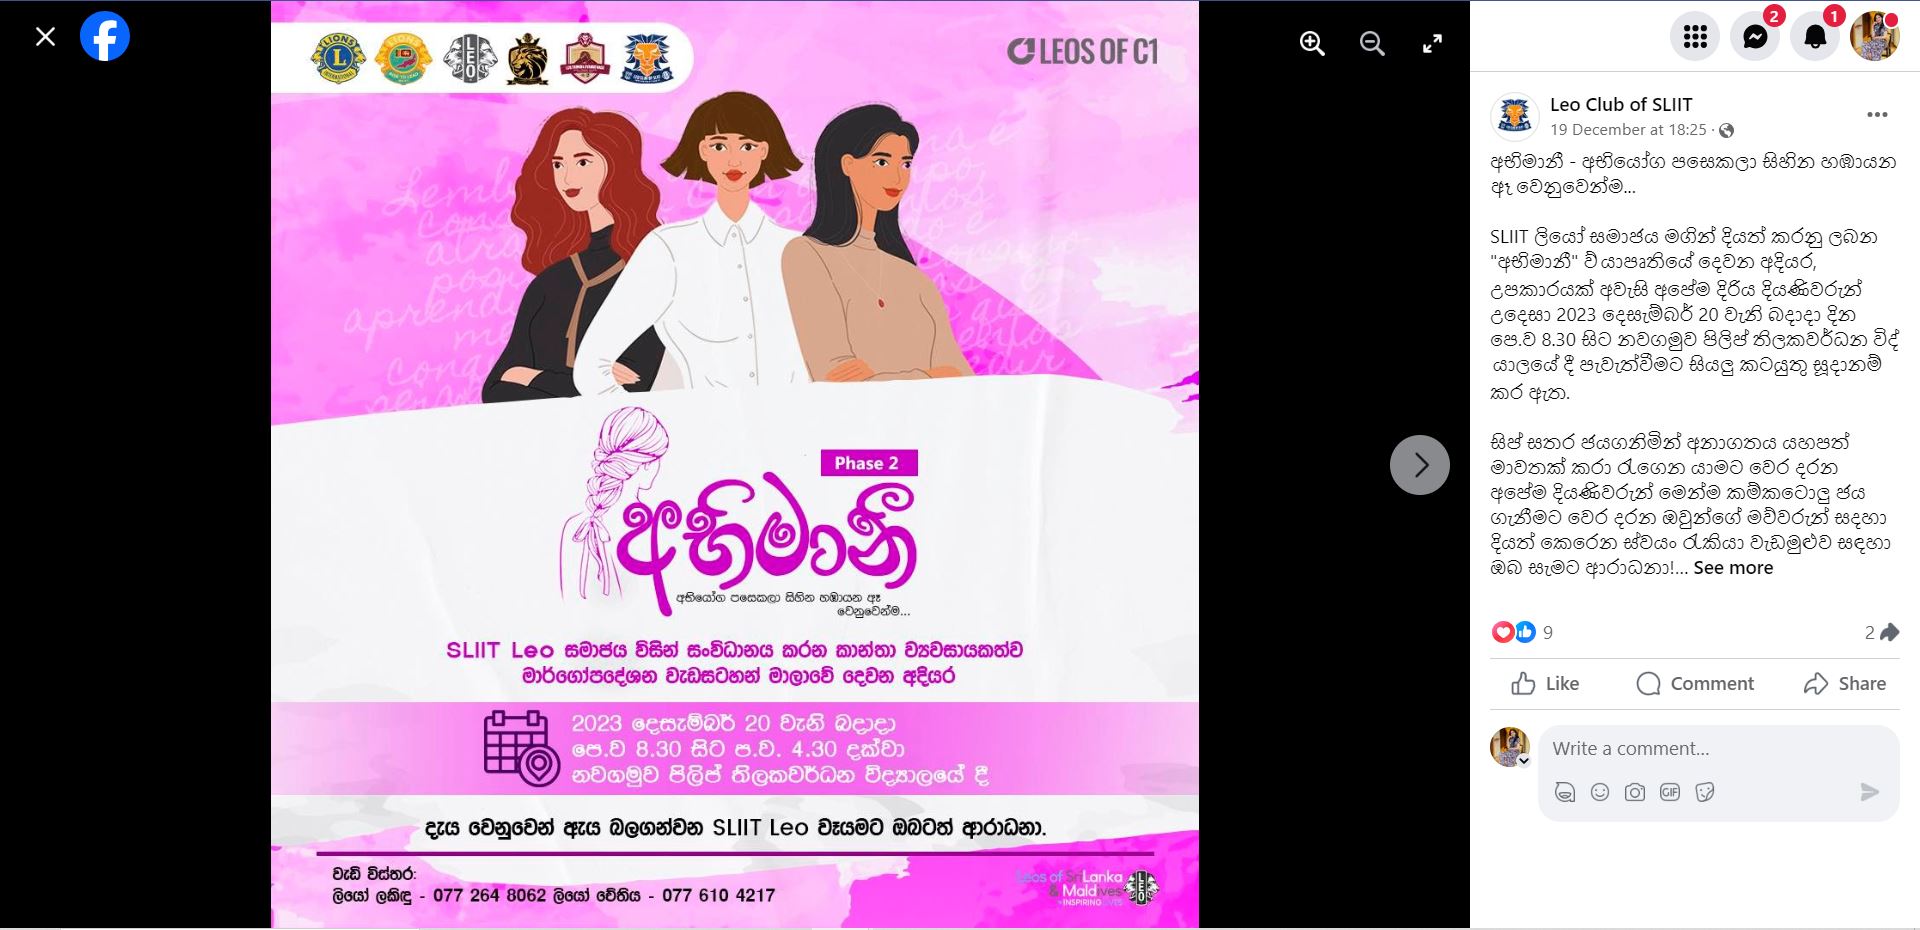 LEOS OF C1
Phase 2
අභිමානී
අභියෝග පසෙකලා සිහින හඹායන ඈ
වෙනුවෙන්ම...
SLIIT Leo සමාජය විසින් සංවිධානය කරන කාන්තා ව්‍යවසායකත්ව
මාර්ගෝපදේශන වැඩසටහන් මාලාවේ දෙවන අදියර
2023 දෙසැම්බර් 20 වැනි බදාදා
පෙ.ව 8.30 සිට ප.ව. 4.30 දක්වා
නවගමුව පිලිප් තිලකවර්ධන විද්‍යාලයේ දී
දැය වෙනුවෙන් ඇය බලගන්වන SLIIT Leo වෑයමට ඔබටත් ආරාධනා.
වැඩි විස්තර:
ලියෝ ලකිඳු - 077 264 8062 ලියෝ වේතිය - 077 610 4217
Leos of SriLanka
& Maldives
INSPIRING LIVES
2
1
Leo Club of SLIIT
19 December at 18:25 ·
අභිමානී - අභියෝග පසෙකලා සිහින හඹායන
ඈ වෙනුවෙන්ම...
SLIIT ලියෝ සමාජය මගින් දියත් කරනු ලබන
"අභිමානී" ව්‍යාපෘතියේ දෙවන අදියර,
උපකාරයක් අවැසි අපේම දිරිය දියණිවරුන්
උදෙසා 2023 දෙසැම්බර් 20 වැනි බදාදා දින
පෙ.ව 8.30 සිට නවගමුව පිලිප් තිලකවර්ධන විද්
යාලයේ දී පැවැත්වීමට සියලු කටයුතු සූදානම්
කර ඇත.
සිප් සතර ජයගනිමින් අනාගතය යහපත්
මාවතක් කරා රැගෙන යාමට වෙර දරන
අපේම දියණිවරුන් මෙන්ම කම්කටොලු ජය
ගැනීමට වෙර දරන ඔවුන්ගේ මව්වරුන් සදහා
දියත් කෙරෙන ස්වයං රැකියා වැඩමුළුව සඳහා
ඔබ සැමට ආරාධනා!... See more
9
2
Like
Comment
Share
Write a comment...
GIF